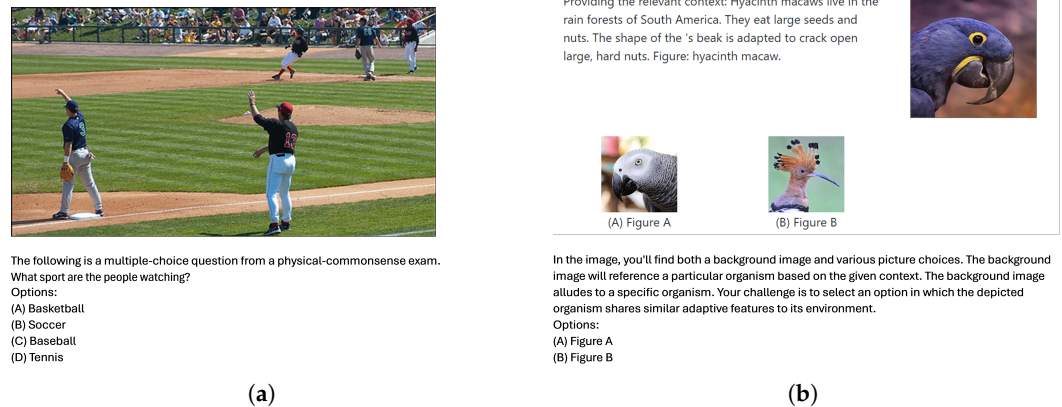 The following is a multiple-choice question from a physical-commonsense exam.
What sport are the people watching?
Options:
(A) Basketball
(B) Soccer
(C) Baseball
(D) Tennis
(a)
Providing the relevant context: Hyacinth macaws live in the
rain forests of South America. They eat large seeds and
nuts. The shape of the 's beak is adapted to crack open
large, hard nuts. Figure: hyacinth macaw.
(A) Figure A
(B) Figure B
In the image, you'll find both a background image and various picture choices. The background
image will reference a particular organism based on the given context. The background image
alludes to a specific organism. Your challenge is to select an option in which the depicted
organism shares similar adaptive features to its environment.
Options:
(A) Figure A
(B) Figure B
(b)